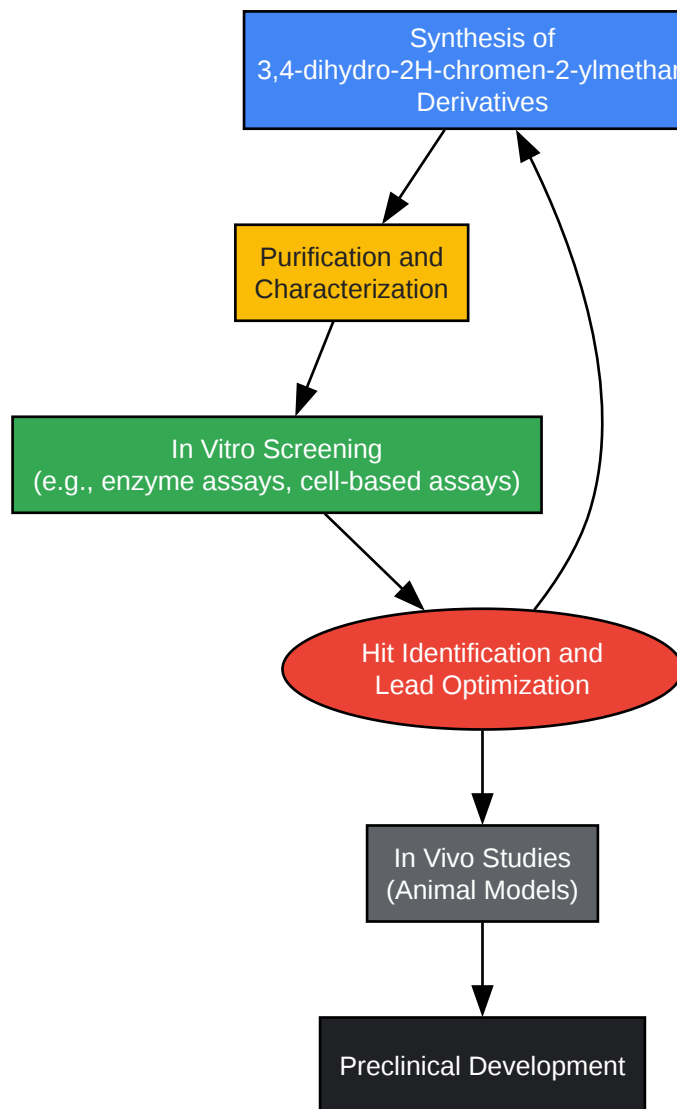 Synthesis of
3,4-dihydro-2H-chromen-2-ylmethan
Derivatives
Purification and
Characterization
In Vitro Screening
(e.g., enzyme assays, cell-based assays)
Hit Identification and
Lead Optimization
In Vivo Studies
(Animal Models)
Preclinical Development